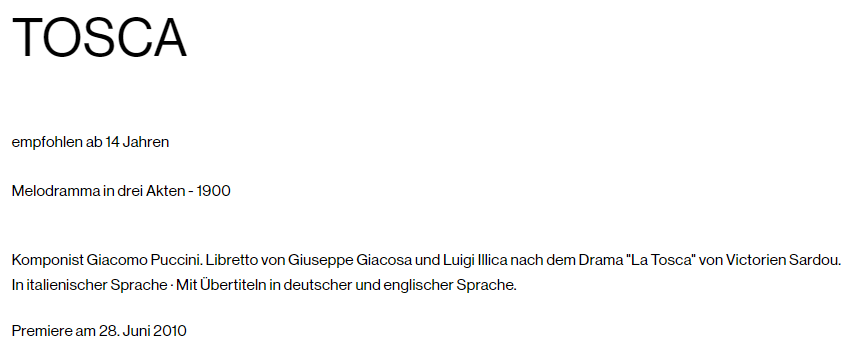 TOSCA
empfohlen ab 14 Jahren
Melodramma in drei Akten - 1900
Komponist Giacomo Puccini. Libretto von Giuseppe Giacosa und Luigi Illica nach dem Drama "La Tosca" von Victorien Sardou.
In italienischer Sprache · Mit Übertiteln in deutscher und englischer Sprache.
Premiere am 28. Juni 2010